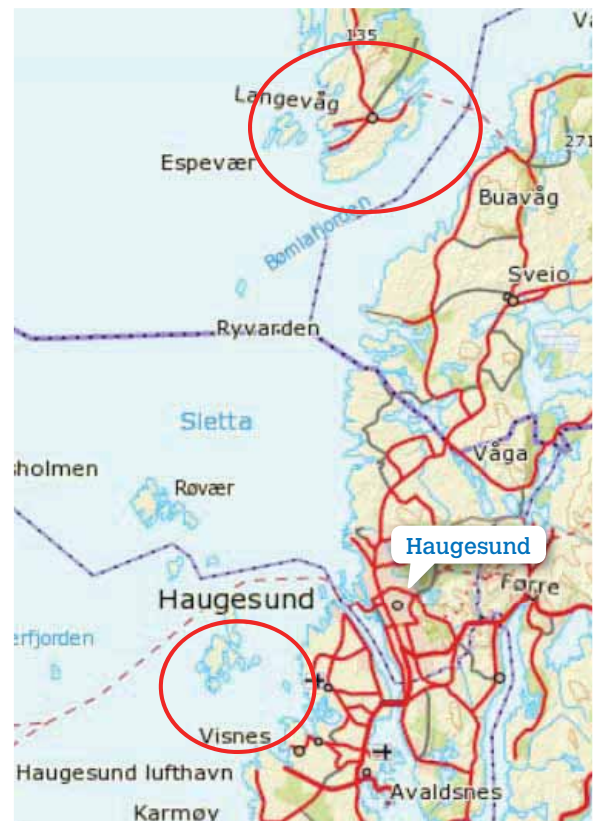 135
Langevåg
271
Espevær
Buavåg
Bømlafjorden
Sveio
Ryvarden
Sletta
Våga
sholmen
Røvær
Haugesund
Førre
Haugesund
erfjorden
Visnes
Haugesund lufthavn
Avaldsnes
Karmøy